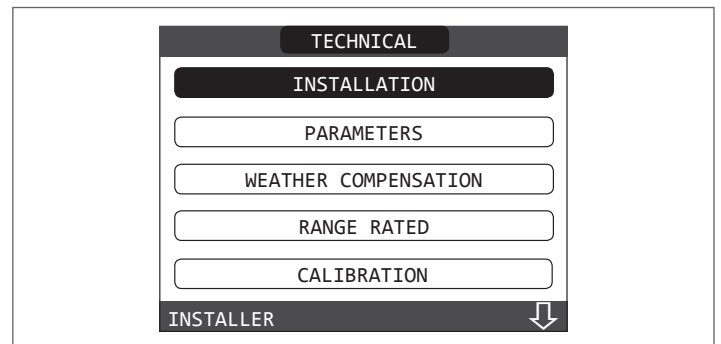 TECHNICAL
INSTALLATION
PARAMETERS
WEATHER COMPENSATION
RANGE RATED
CALIBRATION
INSTALLER